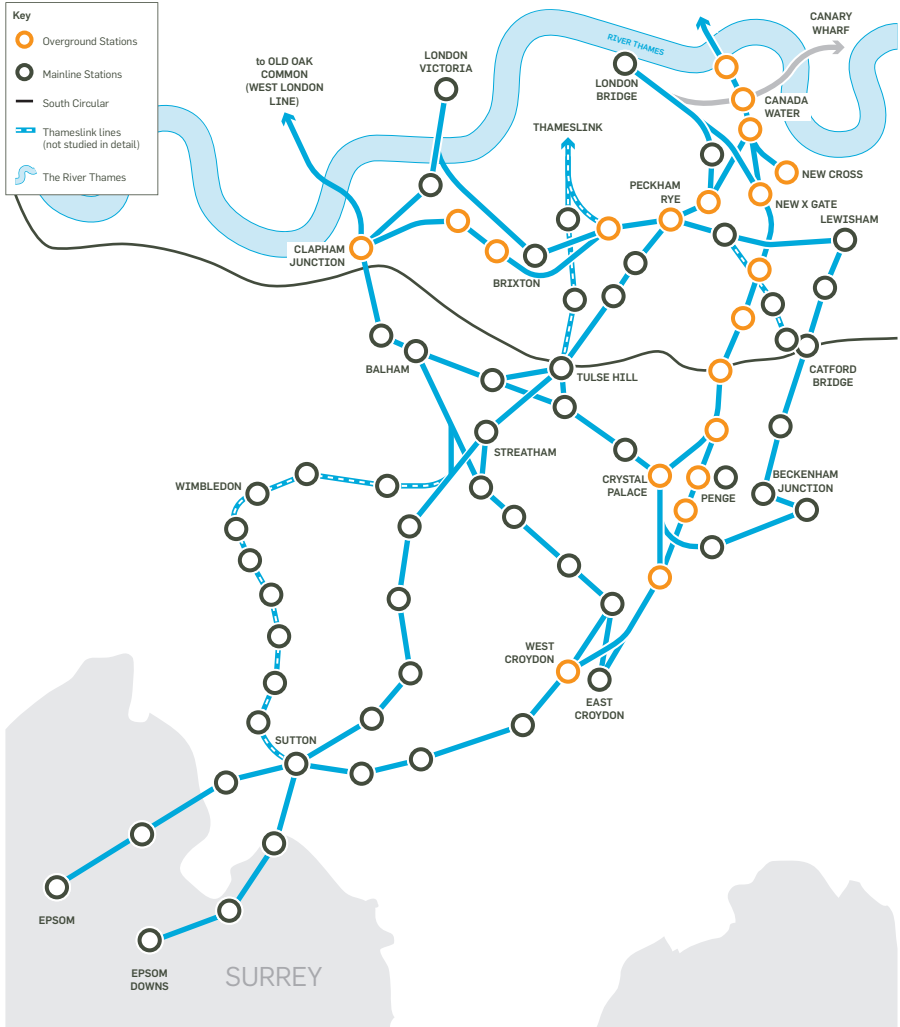 Key
Overground Stations
Mainline Stations
South Circular
Thameslink lines
(not studied in detail)
The River Thames
to OLD OAK
COMMON
(WEST LONDON
LINE)
LONDON
VICTORIA
RIVER THAMES
LONDON
BRIDGE
CANARY
WHARF
CANADA
WATER
THAMESLINK
PECKHAM
RYE
NEW CROSS
NEW X GATE
LEWISHAM
CLAPHAM
JUNCTION
BRIXTON
BALHAM
TULSE HILL
CATFORD
BRIDGE
STREATHAM
WIMBLEDON
CRYSTAL
PALACE
PENGE
BECKENHAM
JUNCTION
WEST
CROYDON
EAST
CROYDON
SUTTON
EPSOM
EPSOM
DOWNS
SURREY